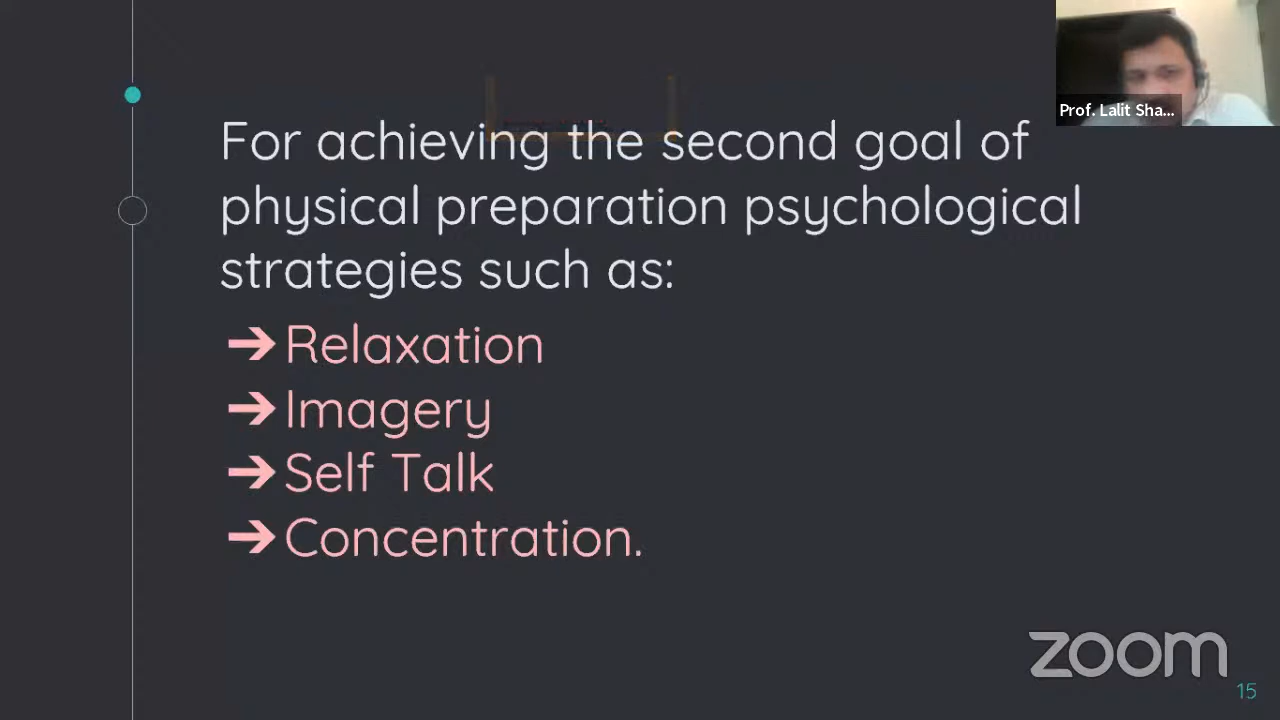 Prof. Lalit Sha...
For achieving the second goal of
physical preparation psychological
strategies such as:
➔ Relaxation
➔ Imagery
➔ Self Talk
➔ Concentration.
zoom
15